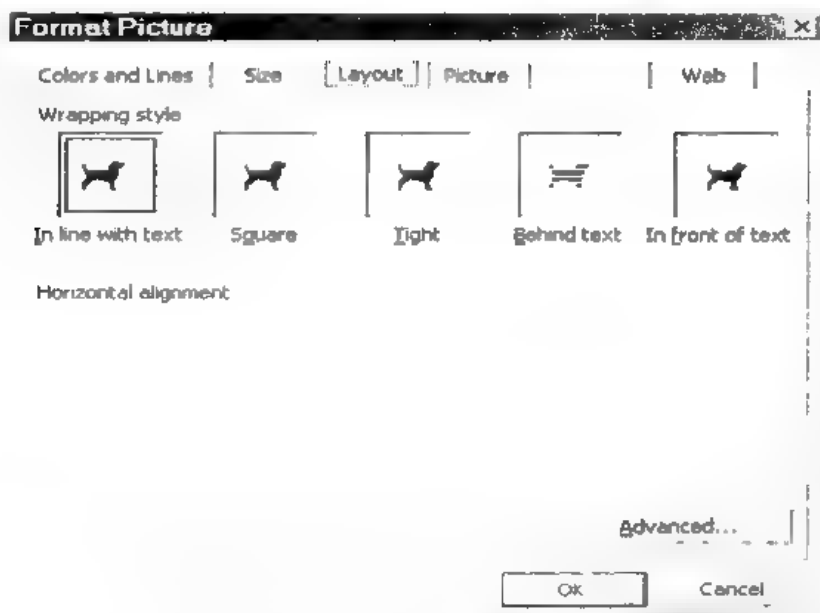 Format Picture
Colors and Lines Size Layout Picture Web
Wrapping style
In line with text Square Tight Behind text In front of text
Horizontal alignment
Advanced...
OK Cancel